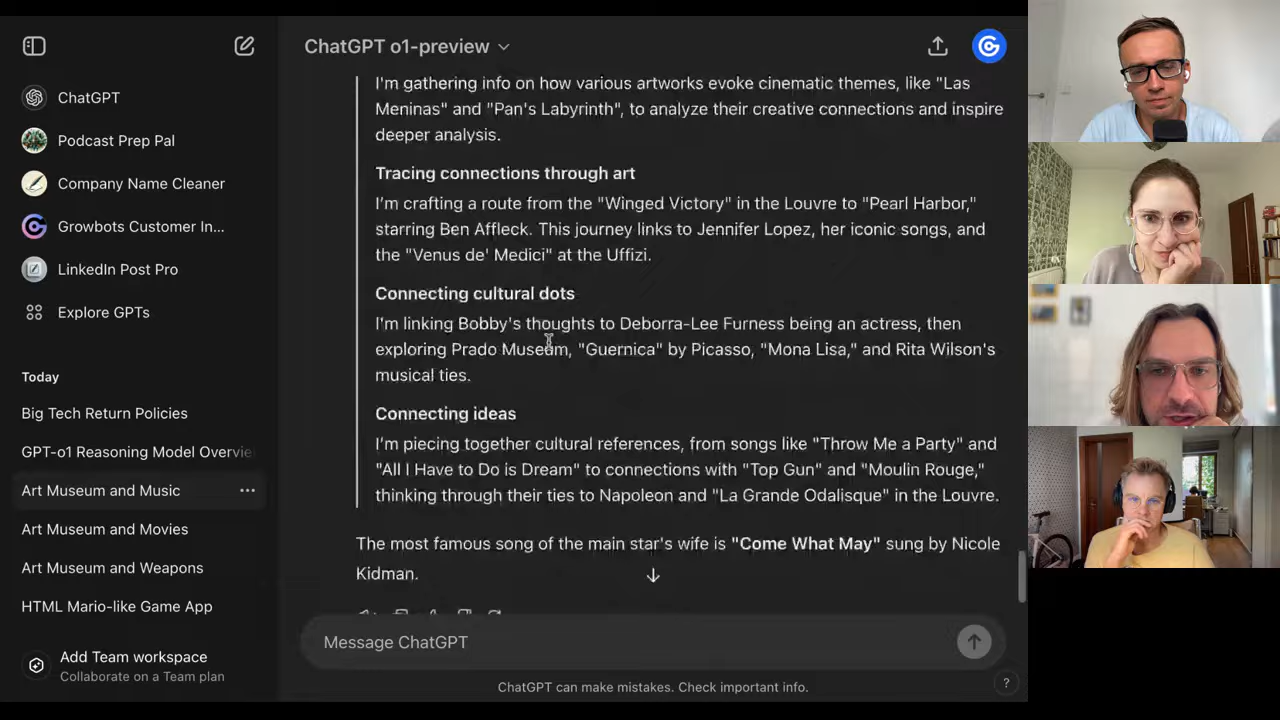 ChatGPT
Podcast Prep Pal
Company Name Cleaner
Growbots Customer In...
LinkedIn Post Pro
Explore GPTs
Today
Big Tech Return Policies
GPT-o1 Reasoning Model Overvie
Art Museum and Music
Art Museum and Movies
Art Museum and Weapons
HTML Mario-like Game App
Add Team workspace
Collaborate on a Team plan
ChatGPT o1-preview
I'm gathering info on how various artworks evoke cinematic themes, like "Las
Meninas" and "Pan's Labyrinth", to analyze their creative connections and inspire
deeper analysis.
Tracing connections through art
I'm crafting a route from the "Winged Victory" in the Louvre to "Pearl Harbor,"
starring Ben Affleck. This journey links to Jennifer Lopez, her iconic songs, and
the "Venus de' Medici" at the Uffizi.
Connecting cultural dots
I'm linking Bobby's thoughts to Deborra-Lee Furness being an actress, then
exploring Prado Museum, "Guernica" by Picasso, "Mona Lisa," and Rita Wilson's
musical ties.
Connecting ideas
I'm piecing together cultural references, from songs like "Throw Me a Party" and
"All I Have to Do is Dream" to connections with "Top Gun" and "Moulin Rouge,"
thinking through their ties to Napoleon and "La Grande Odalisque" in the Louvre.
The most famous song of the main star's wife is "Come What May" sung by Nicole
Kidman.
Message ChatGPT
ChatGPT can make mistakes. Check important info.
?